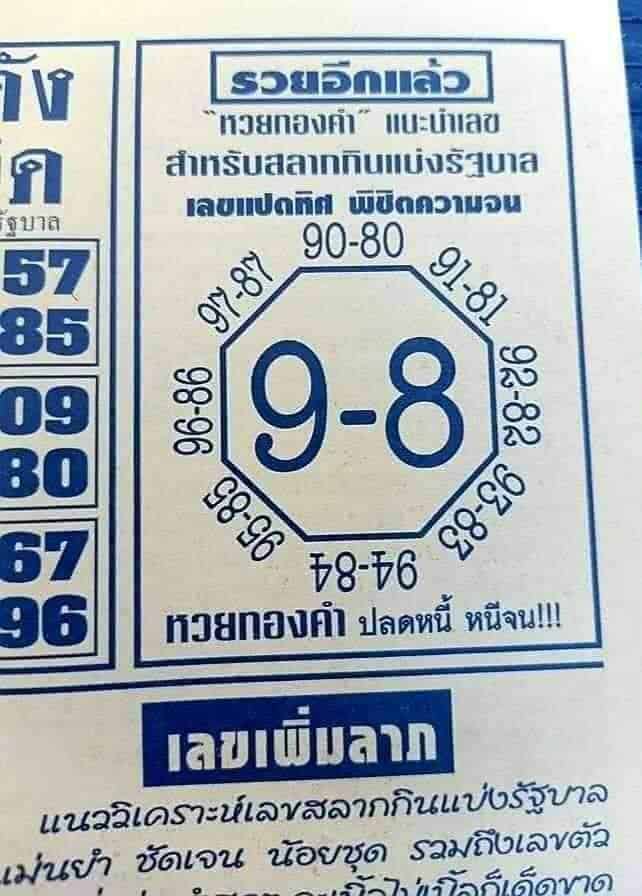 รัฐบาล
57
85
09
80
67
96
รวยอีกแล้ว
"หวยทองคำ" แนะนำเลข
สำหรับสลากกินแบ่งรัฐบาล
เลขแปดทิศ พิชิตความจน
90-80
91-81
92-82
93-83
94-84
95-85
96-86
97-87
9-8
หวยทองคำ ปลดหนี้ หนีจน!!!
เลขเพิ่มลาภ
แนววิเคราะห์เลขสลากกินแบ่งรัฐบาล
แม่นยำ ชัดเจน น้อยชุด รวมถึงเลขตัว